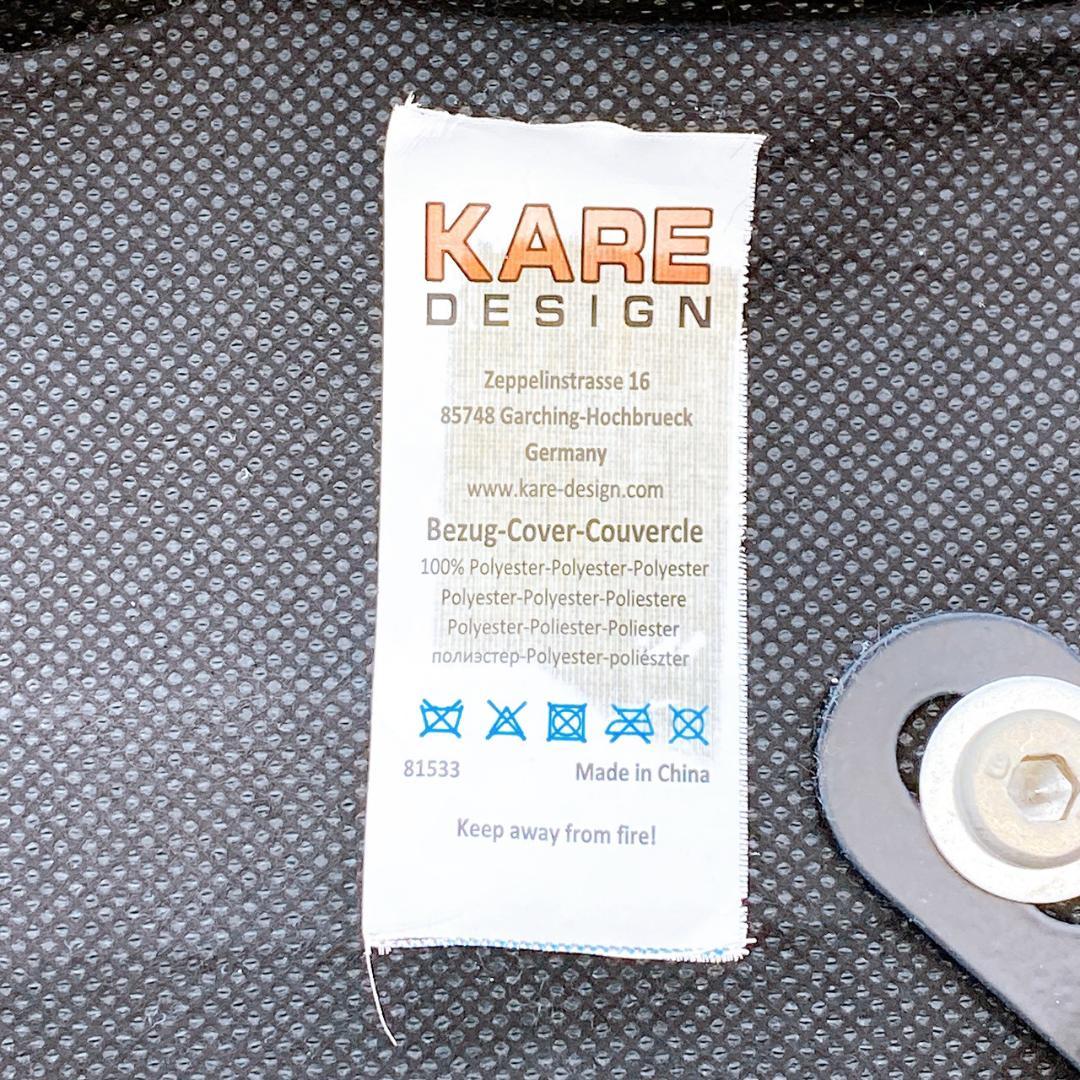 KARE
DESIGN
Zeppelinstrasse 16
85748 Garching-Hochbrueck
Germany
www.kare-design.com
Bezug-Cover-Couvercle
100% Polyester-Polyester-Polyester
Polyester-Polyester-Poliestere
Polyester-Poliester-Poliester
полиэстер-Polyester-poliészter
81533 Made in China
Keep away from fire!